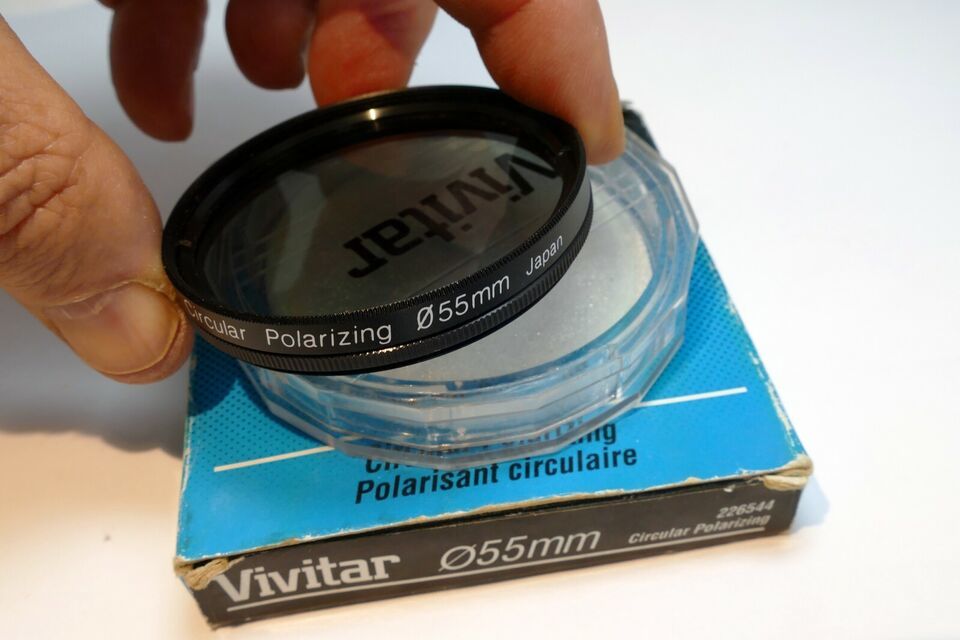 Vivitar
Circular Polarizing Ø55mm Japan
Polarisant circulaire
Vivitar Ø55mm
226544
Circular Polarizing